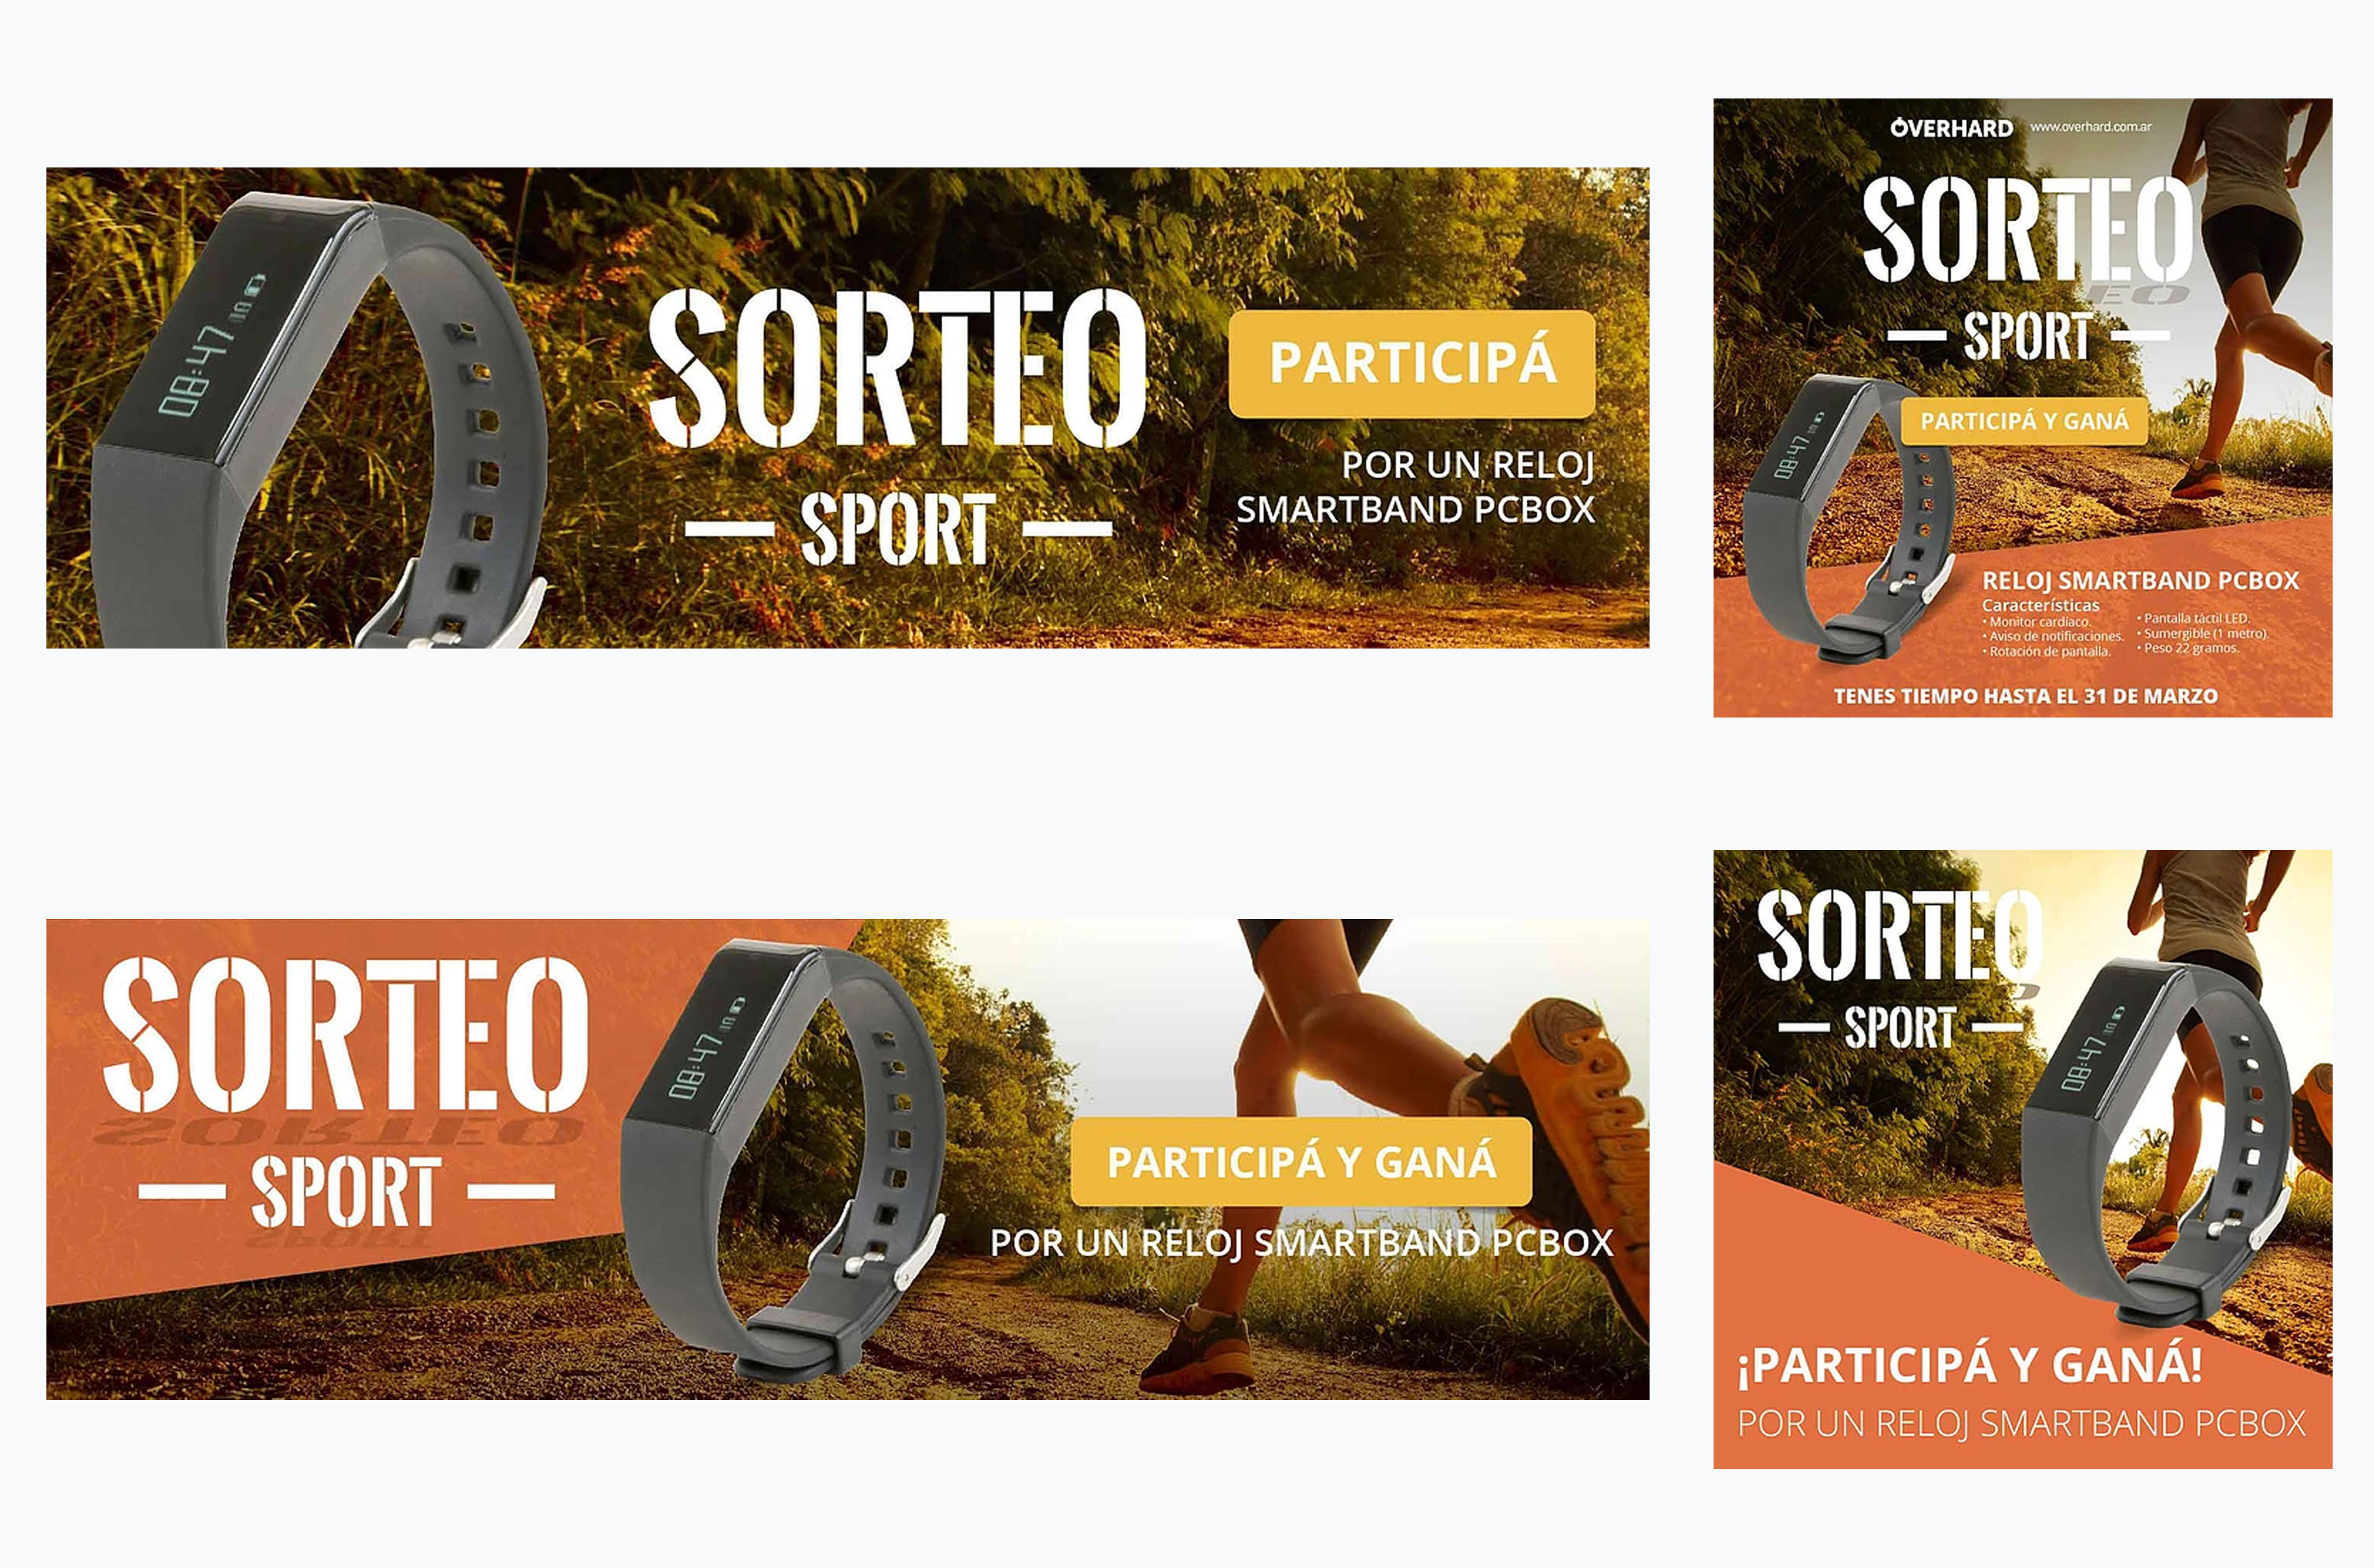 08:47
SORTEO
SPORT
PARTICIPÁ
POR UN RELOJ
SMARTBAND PCBOX
OVERHARD www.overhard.com.ar
SORTEO
SPORT
08:47
PARTICIPÁ Y GANÁ
RELOJ SMARTBAND PCBOX
Características
• Monitor cardíaco.
• Aviso de notificaciones.
• Rotación de pantalla.
• Pantalla táctil LED.
• Sumergible (1 metro).
• Peso 22 gramos.
TENES TIEMPO HASTA EL 31 DE MARZO
SORTEO
SPORT
08:47
PARTICIPÁ Y GANÁ
POR UN RELOJ SMARTBAND PCBOX
SORTEO
SPORT
08:47
¡PARTICIPÁ Y GANÁ!
POR UN RELOJ SMARTBAND PCBOX